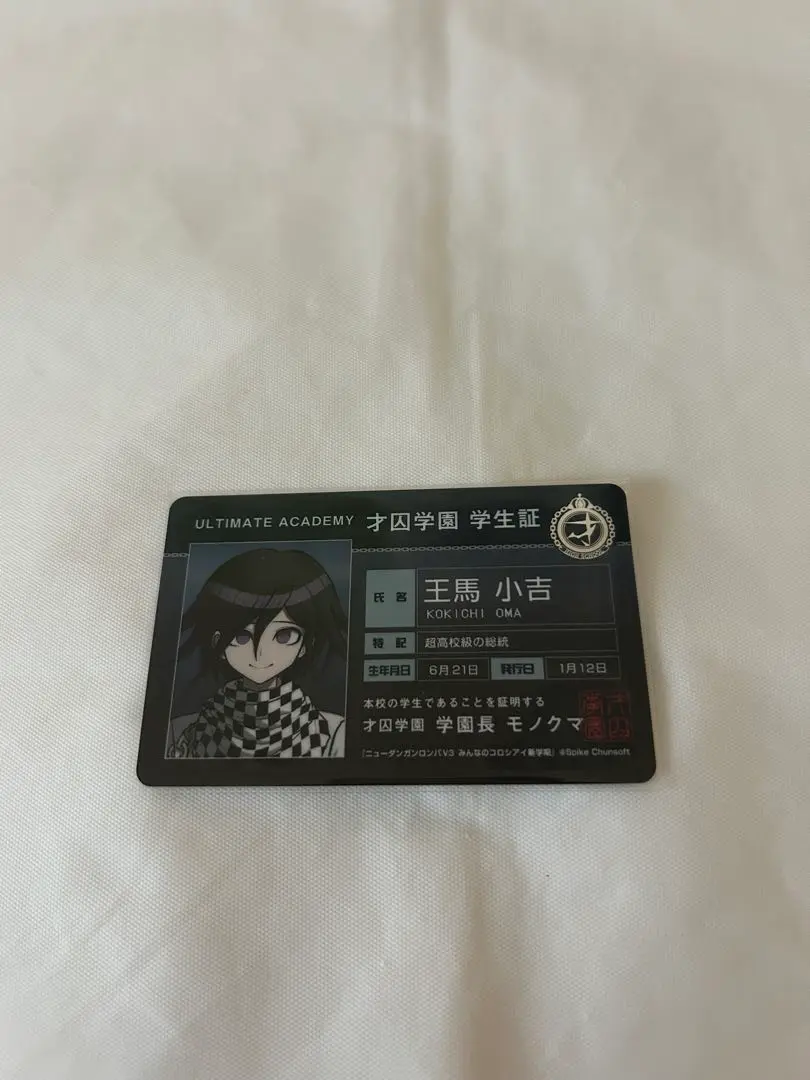 ULTIMATE ACADEMY 才囚学園 学生証
才
HIGH SCHOOL
氏名 王馬 小吉
KOKICHI OMA
特記 超高校級の総統
生年月日 6月21日 発行日 1月12日
本校の学生であることを証明する
才囚学園 学園長 モノクマ
『ニューダンガンロンパV3 みんなのコロシアイ新学期』 ©Spike Chunsoft